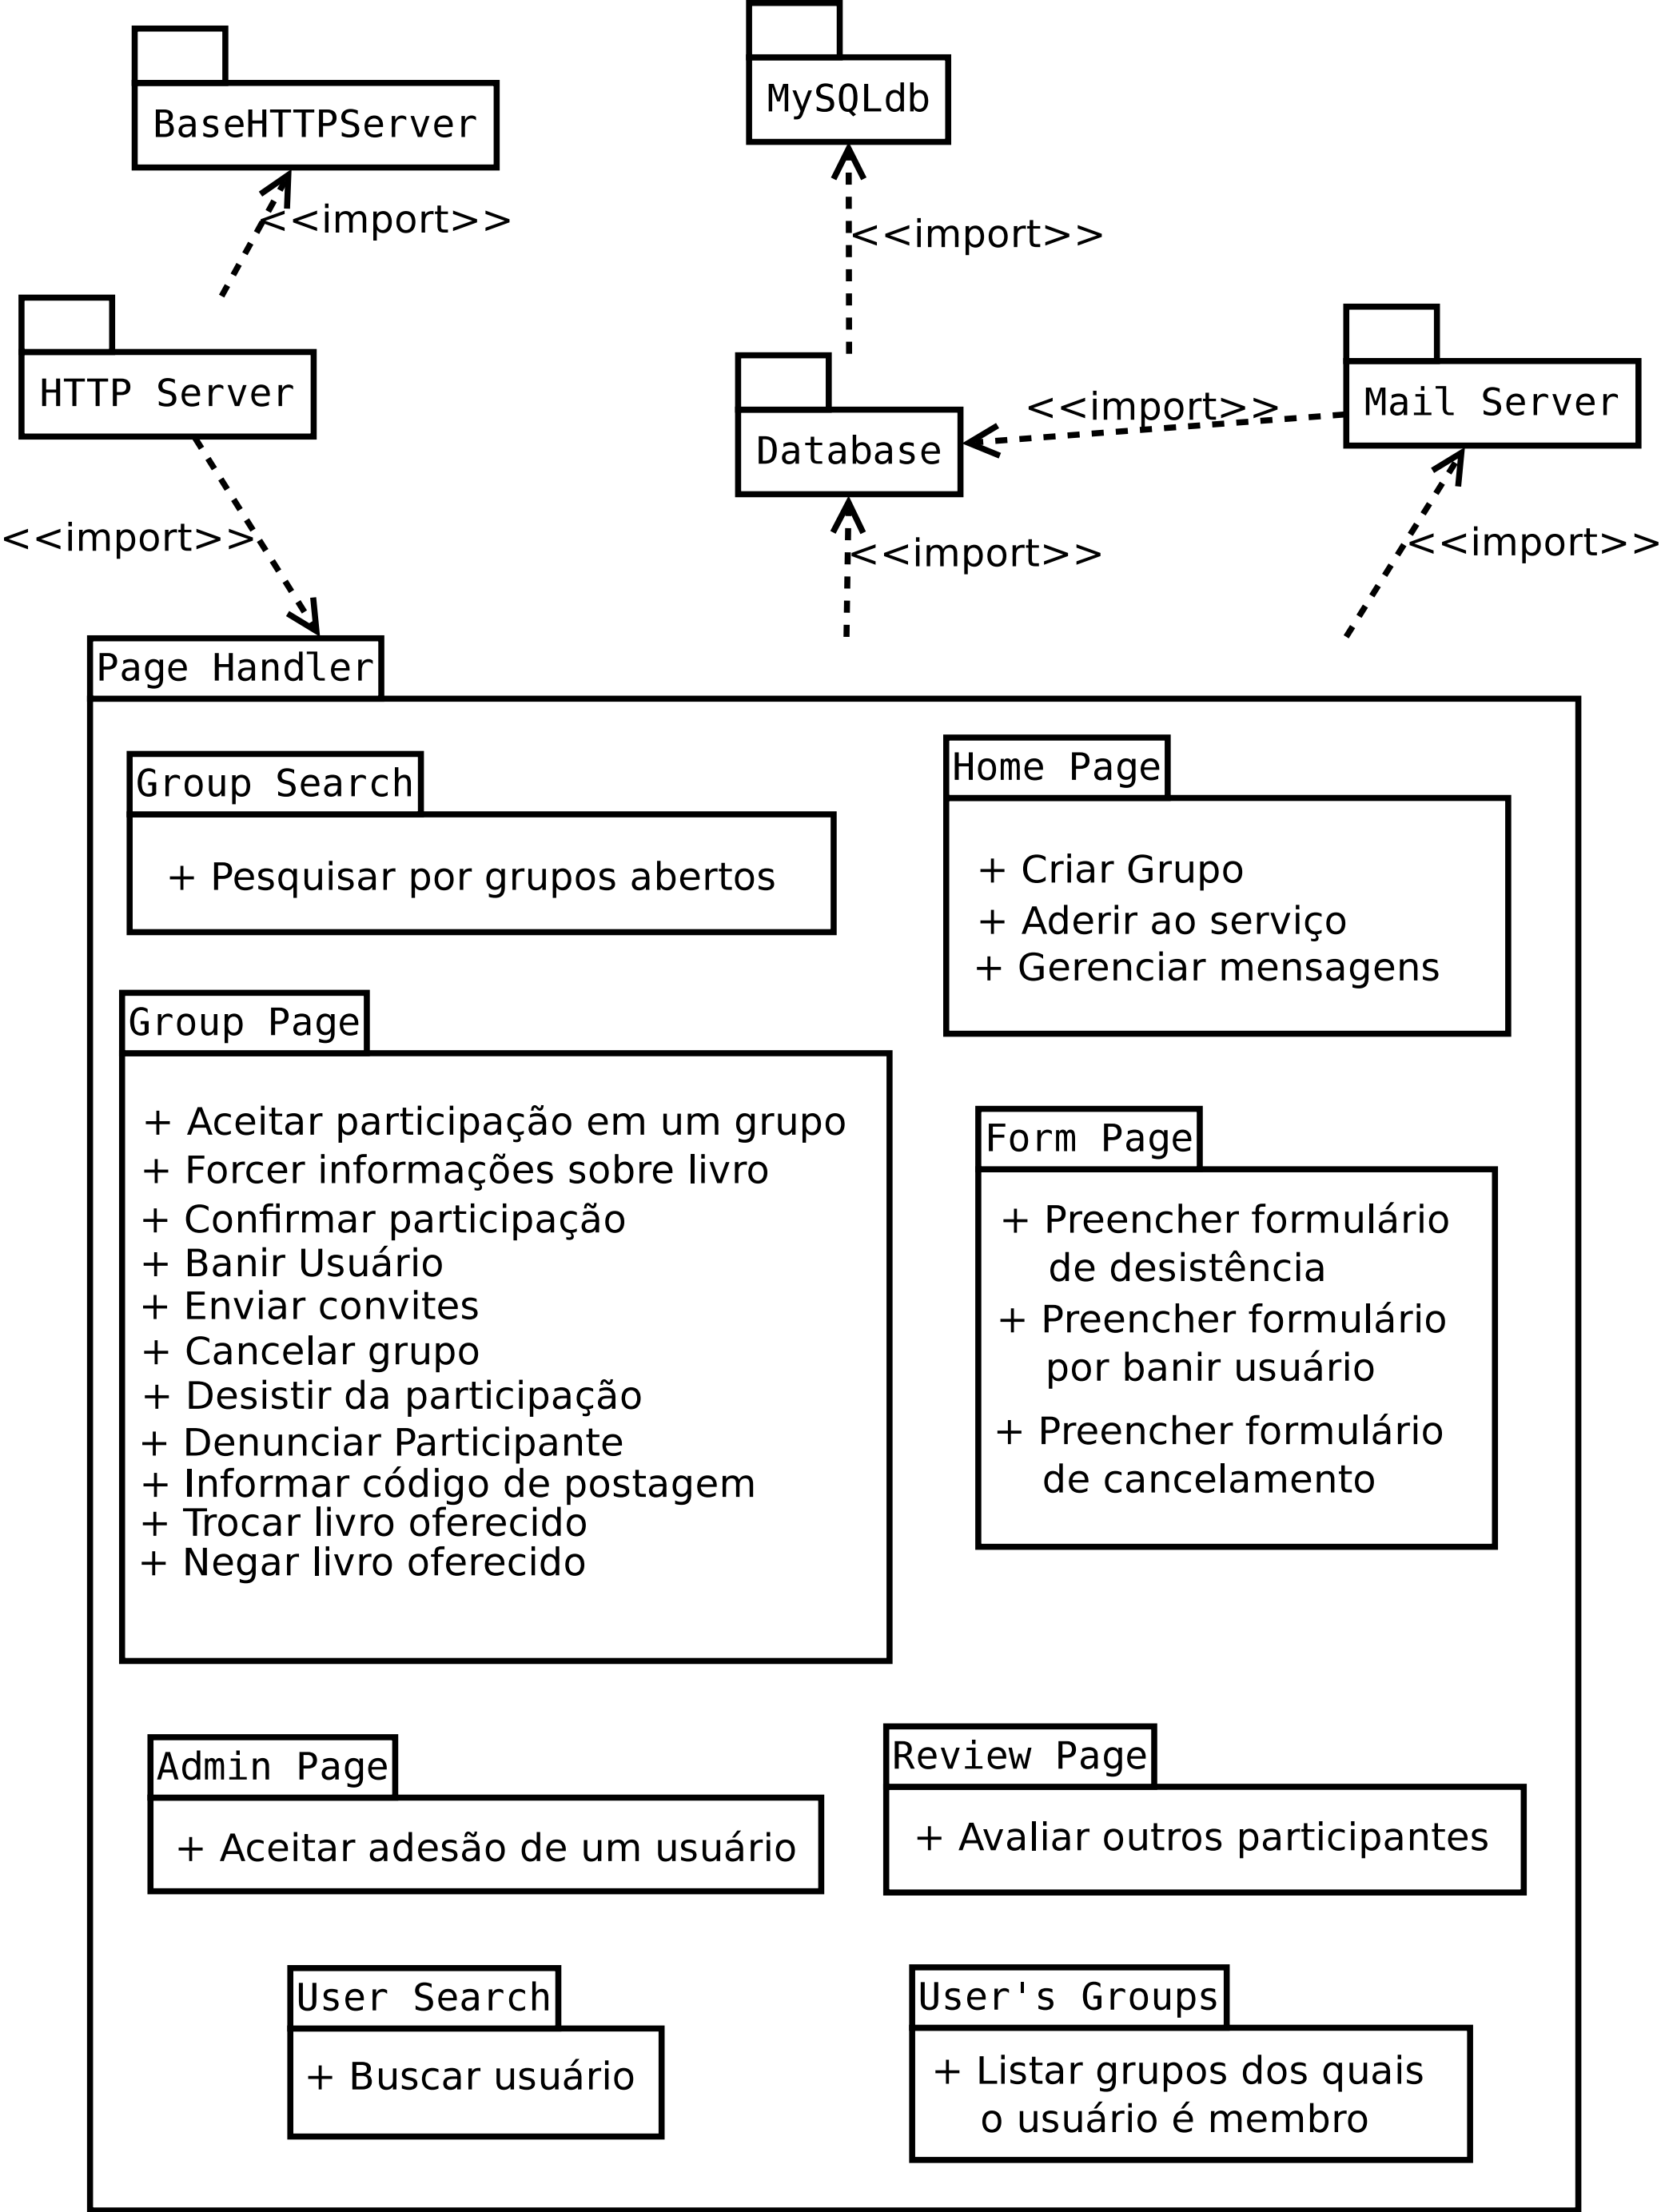 MySQLdb
BaseHTTPServer
<<import>>
<<import>>
HTTP Server
Mail Server
<<import>>
Database
<<import>>
<<import>>
<<import>>
Page Handler
Group Search
+ Pesquisar por grupos abertos
Home Page
+ Criar Grupo
+ Aderir ao serviço
+ Gerenciar mensagens
Group Page
+ Aceitar participação em um grupo
+ Forcer informações sobre livro
+ Confirmar participação
+ Banir Usuário
+ Enviar convites
+ Cancelar grupo
+ Desistir da participação
+ Denunciar Participante
+ Informar código de postagem
+ Trocar livro oferecido
+ Negar livro oferecido
Form Page
+ Preencher formulário
de desistência
+ Preencher formulário
por banir usuário
+ Preencher formulário
de cancelamento
Admin Page
+ Aceitar adesão de um usuário
Review Page
+ Avaliar outros participantes
User Search
+ Buscar usuário
User's Groups
+ Listar grupos dos quais
o usuário é membro